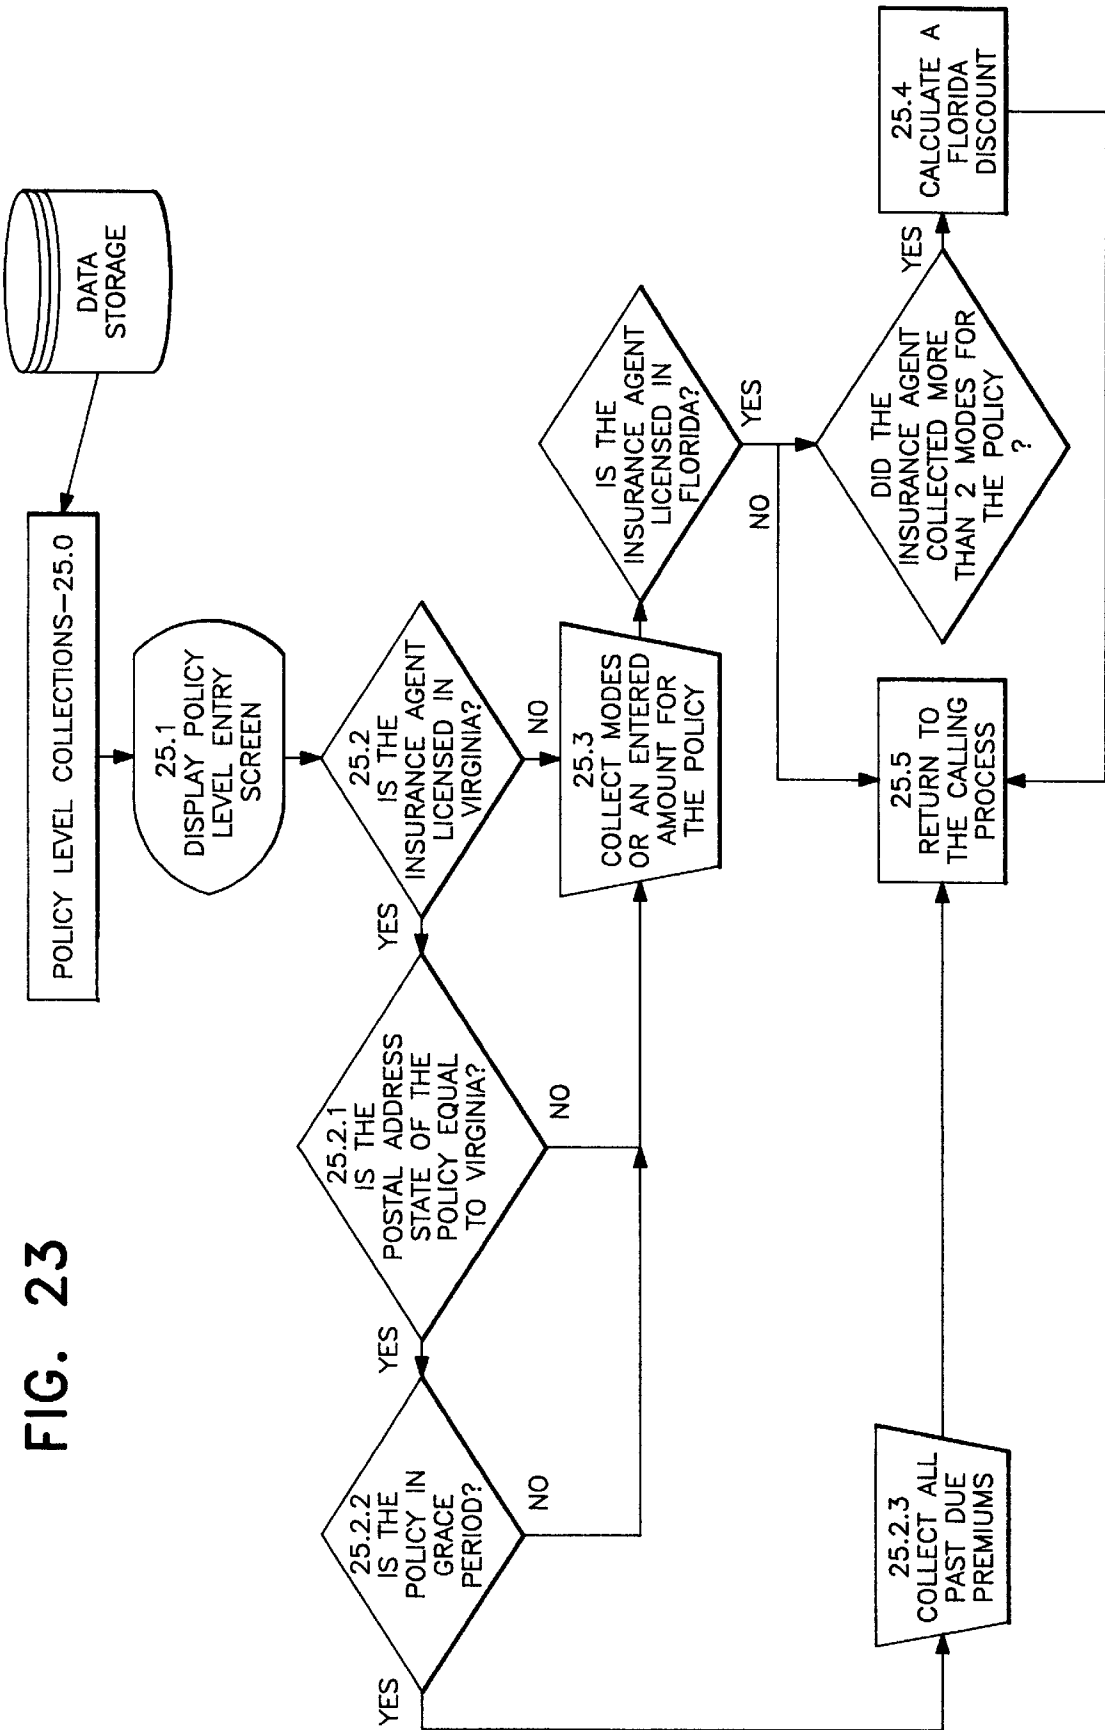 FIG. 23
POLICY LEVEL COLLECTIONS-25.0
DATA
STORAGE
25.1
DISPLAY POLICY
LEVEL ENTRY
SCREEN
25.2
IS THE
INSURANCE AGENT
LICENSED IN
VIRGINIA?
YES
NO
25.2.1
IS THE
POSTAL ADDRESS
STATE OF THE
POLICY EQUAL
TO VIRGINIA?
YES
NO
25.2.2
IS THE
POLICY IN
GRACE
PERIOD?
YES
NO
25.3
COLLECT MODES
OR AN ENTERED
AMOUNT FOR
THE POLICY
IS THE
INSURANCE AGENT
LICENSED IN
FLORIDA?
NO
YES
DID THE
INSURANCE AGENT
COLLECTED MORE
THAN 2 MODES FOR
THE POLICY
?
YES
25.4
CALCULATE A
FLORIDA
DISCOUNT
25.2.3
COLLECT ALL
PAST DUE
PREMIUMS
25.5
RETURN TO
THE CALLING
PROCESS